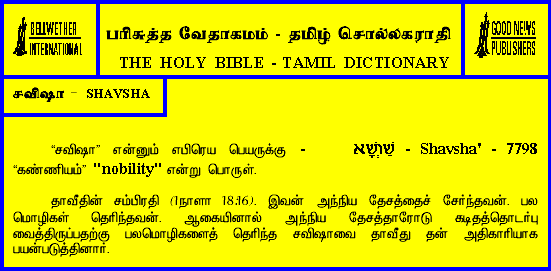 BELLWETHER
INTERNATIONAL
பரிசுத்த வேதாகமம் - தமிழ் சொல்லகராதி
THE HOLY BIBLE - TAMIL DICTIONARY
GOOD NEWS
PUBLISHERS
சவிஷா - SHAVSHA
“சவிஷா” என்னும் எபிரெய பெயருக்கு - שַׁוְשָׁא - Shavsha' - 7798
“கண்ணியம்” "nobility" என்று பொருள்.
தாவீதின் சம்பிரதி (1நாளா 18:16). இவன் அந்நிய தேசத்தைச் சேர்ந்தவன். பல
மொழிகள் தெரிந்தவன். ஆகையினால் அந்நிய தேசத்தாரோடு கடிதத்தொடர்பு
வைத்திருப்பதற்கு பலமொழிகளைத் தெரிந்த சவிஷாவை தாவீது தன் அதிகாரியாக
பயன்படுத்தினார்.